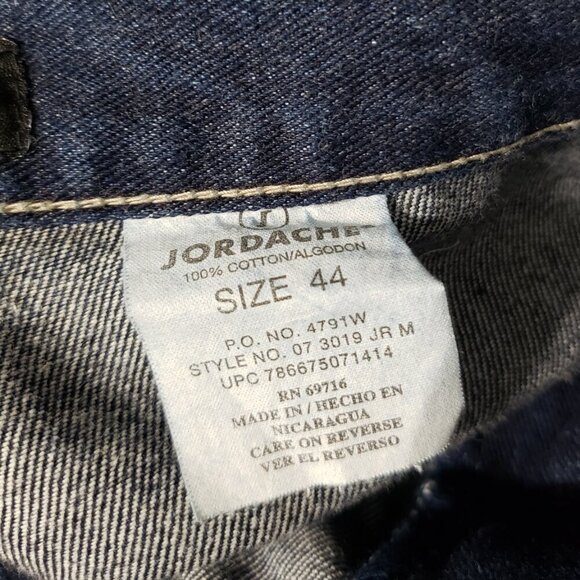 J
JORDACHE
100% COTTON/ALGODON
SIZE 44
P.O. NO. 4791W
STYLE NO. 07 3019 JR M
UPC 786675071414
RN 69716
MADE IN / HECHO EN
NICARAGUA
CARE ON REVERSE
VER EL REVERSO